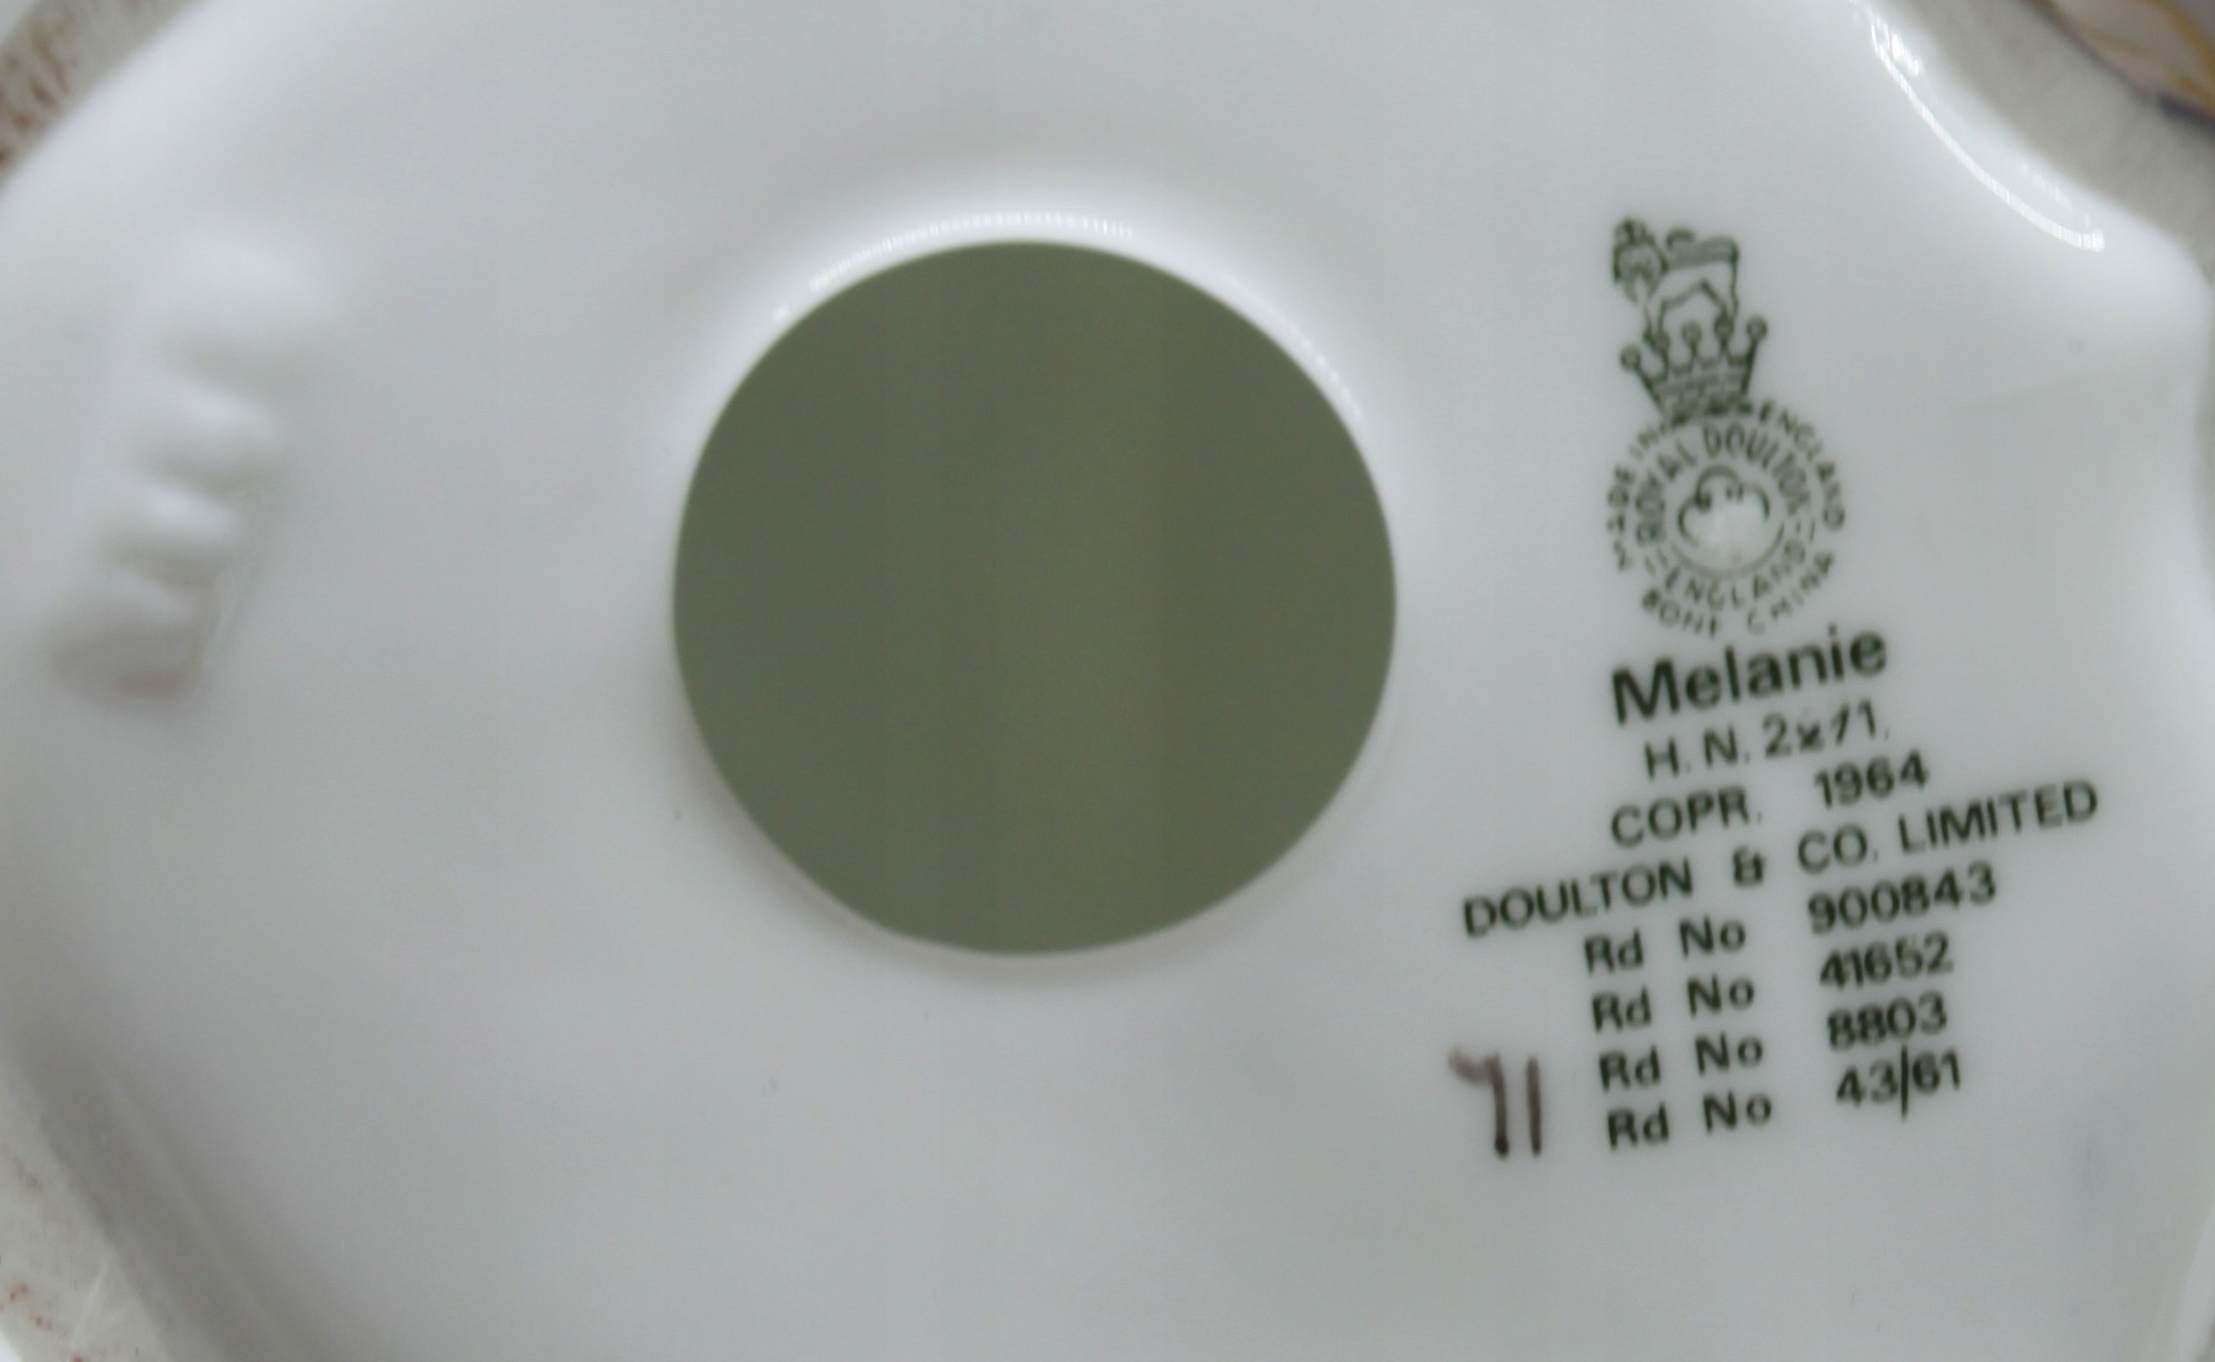 MADE IN ENGLAND
ROYAL DOULTON
ENGLAND
BONE CHINA
Melanie
H. N.
COPR. 1964
DOULTON & CO. LIMITED
Rd No 900843
Rd No 41652
Rd No 8803
Rd No 43/61